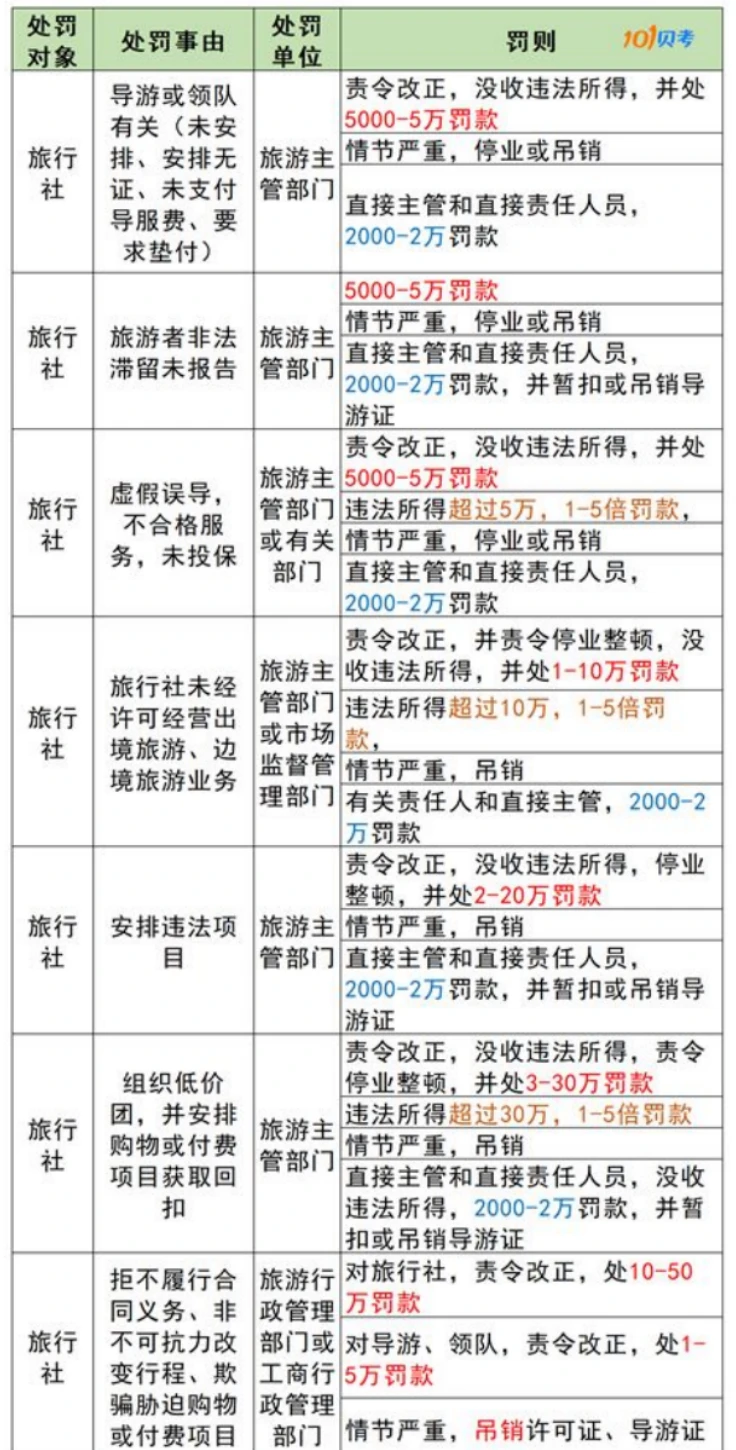 处罚
对象
处罚事由
处罚
单位
罚则
101贝考
旅行
社
导游或领队
有关（未安
排、安排无
证、未支付
导服费、要
求垫付）
旅游主
管部门
责令改正，没收违法所得，并处
5000-5万罚款
情节严重，停业或吊销
直接主管和直接责任人员，
2000-2万罚款
旅行
社
旅游者非法
滞留未报告
旅游主
管部门
5000-5万罚款
情节严重，停业或吊销
直接主管和直接责任人员，
2000-2万罚款，并暂扣或吊销导
游证
旅行
社
虚假误导，
不合格服
务，未投保
旅游主
管部门
或有关
部门
责令改正，没收违法所得，并处
5000-5万罚款
违法所得超过5万，1-5倍罚款，
情节严重，停业或吊销
直接主管和直接责任人员，
2000-2万罚款
旅行
社
旅行社未经
许可经营出
境旅游、边
境旅游业务
旅游主
管部门
或市场
监督管
理部门
责令改正，并责令停业整顿，没
收违法所得，并处1-10万罚款
违法所得超过10万，1-5倍罚
款，
情节严重，吊销
有关责任人和直接主管，2000-2
万罚款
旅行
社
安排违法项
目
旅游主
管部门
责令改正，没收违法所得，停业
整顿，并处2-20万罚款
情节严重，吊销
直接主管和直接责任人员，
2000-2万罚款，并暂扣或吊销导
游证
旅行
社
组织低价
团，并安排
购物或付费
项目获取回
扣
旅游主
管部门
责令改正，没收违法所得，责令
停业整顿，并处3-30万罚款
违法所得超过30万，1-5倍罚款
情节严重，吊销
直接主管和直接责任人员，没收
违法所得，2000-2万罚款，并暂
扣或吊销导游证
旅行
社
拒不履行合
同义务、非
不可抗力改
变行程、欺
骗胁迫购物
或付费项目
旅游行
政管理
部门或
工商行
政管理
部门
对旅行社，责令改正，处10-50
万罚款
对导游、领队，责令改正，处1-
5万罚款
情节严重，吊销许可证、导游证